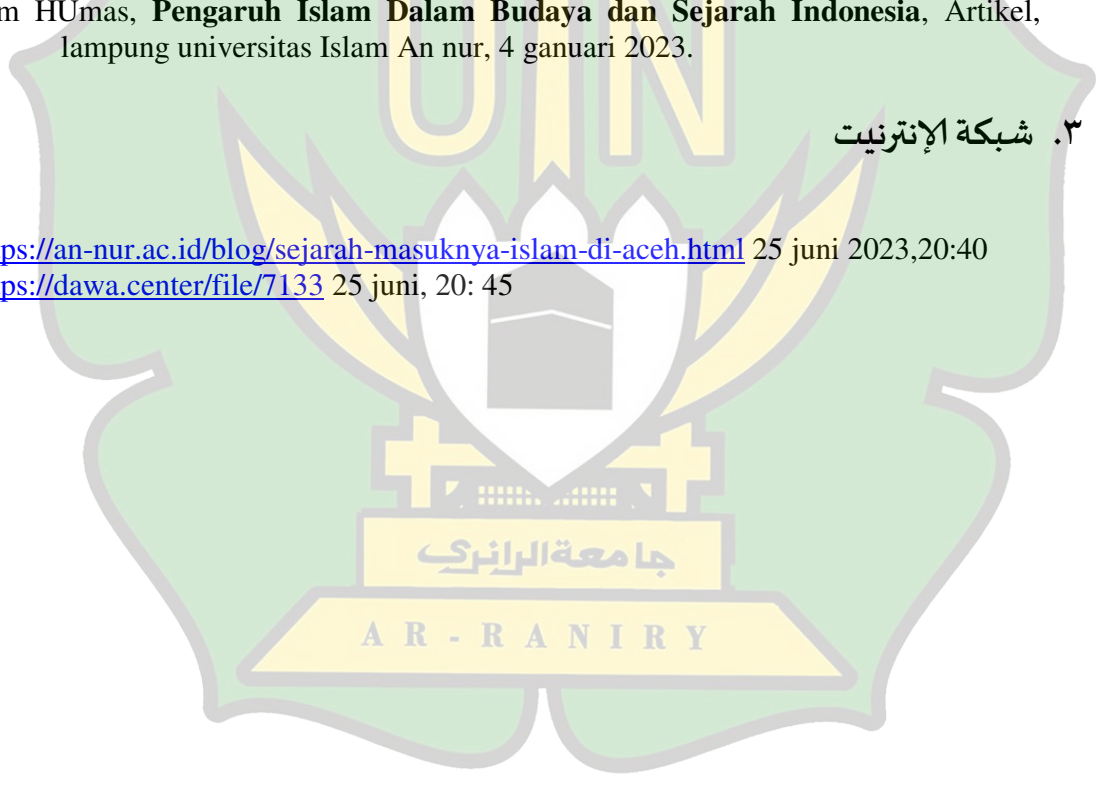 HUmas, Pengaruh Islam Dalam Budaya dan Sejarah Indonesia, Artikel,
lampung universitas Islam An nur, 4 ganuari 2023.
٣. شبكة الإنترنيت
ps://an-nur.ac.id/blog/sejarah-masuknya-islam-di-aceh.html 25 juni 2023,20:40
ps://dawa.center/file/7133 25 juni, 20: 45
UIN
جامعة الرانري
AR-RANIRY